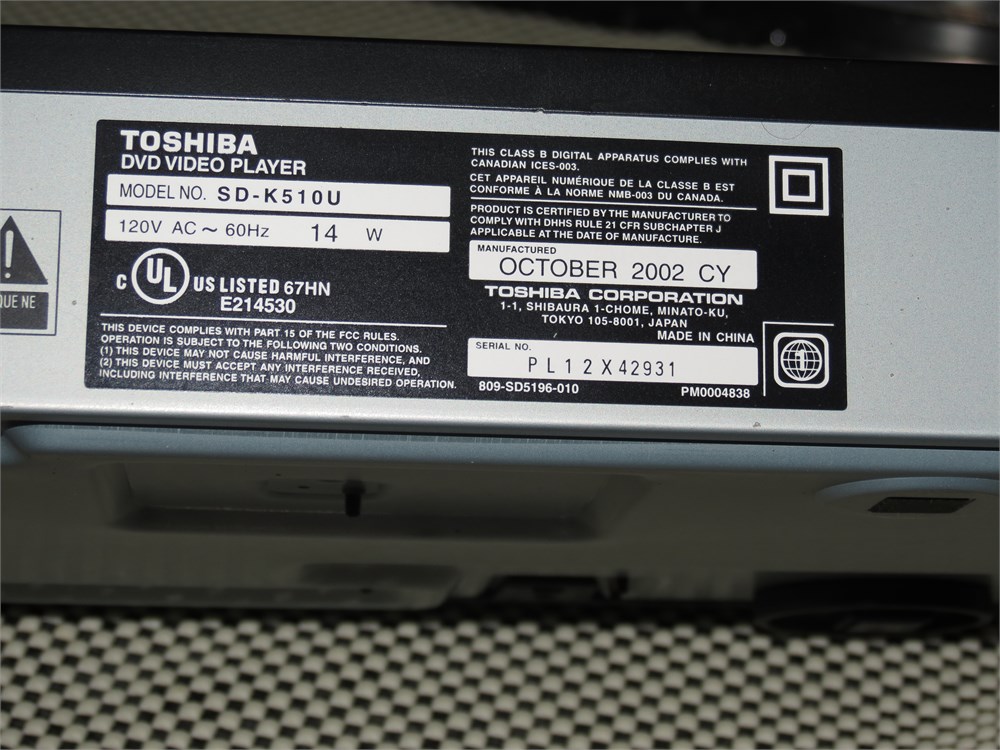 TOSHIBA
DVD VIDEO PLAYER
MODEL NO. SD-K510U
120V AC ~ 60Hz 14 W
C UL US LISTED 67HN
E214530
THIS DEVICE COMPLIES WITH PART 15 OF THE FCC RULES.
OPERATION IS SUBJECT TO THE FOLLOWING TWO CONDITIONS.
(1) THIS DEVICE MAY NOT CAUSE HARMFUL INTERFERENCE, AND
(2) THIS DEVICE MUST ACCEPT ANY INTERFERENCE RECEIVED,
INCLUDING INTERFERENCE THAT MAY CAUSE UNDESIRED OPERATION.
THIS CLASS B DIGITAL APPARATUS COMPLIES WITH
CANADIAN ICES-003.
CET APPAREIL NUMÉRIQUE DE LA CLASSE B EST
CONFORME À LA NORME NMB-003 DU CANADA.
PRODUCT IS CERTIFIED BY THE MANUFACTURER TO
COMPLY WITH DHHS RULE 21 CFR SUBCHAPTER J
APPLICABLE AT THE DATE OF MANUFACTURE.
MANUFACTURED
OCTOBER 2002 CY
TOSHIBA CORPORATION
1-1, SHIBAURA 1-CHOME, MINATO-KU,
TOKYO 105-8001, JAPAN
MADE IN CHINA
SERIAL NO.
PL12X42931
809-SD5196-010 PM0004838
1
!
QUE NE